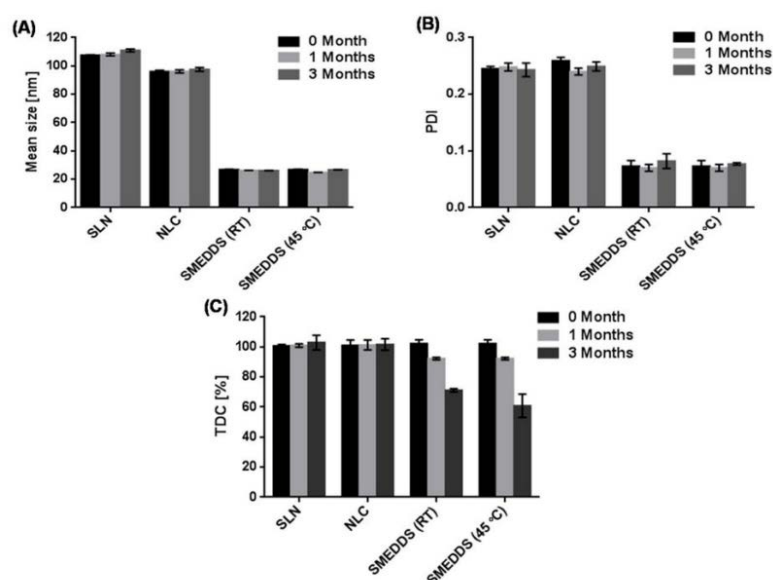 (A)
120
100
80
60
40
20
0
Mean size [nm]
0 Month
1 Months
3 Months
SLN
NLC
SMEDDS (RT)
SMEDDS (45 ºC)
(B)
0.3
0.2
0.1
0.0
PDI
0 Month
1 Months
3 Months
SLN
NLC
SMEDDS (RT)
SMEDDS (45 ºC)
(C)
120
100
80
60
40
20
0
TDC [%]
0 Month
1 Months
3 Months
SLN
NLC
SMEDDS (RT)
SMEDDS (45 ºC)